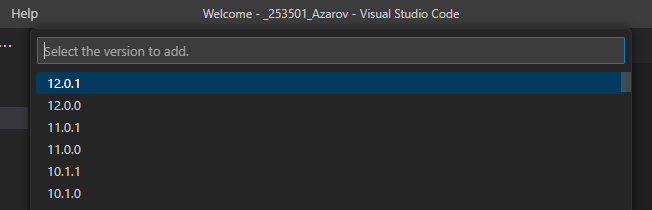 Help
Welcome - _253501_Azarov - Visual Studio Code
Select the version to add.
12.0.1
12.0.0
11.0.1
11.0.0
10.1.1
10.1.0